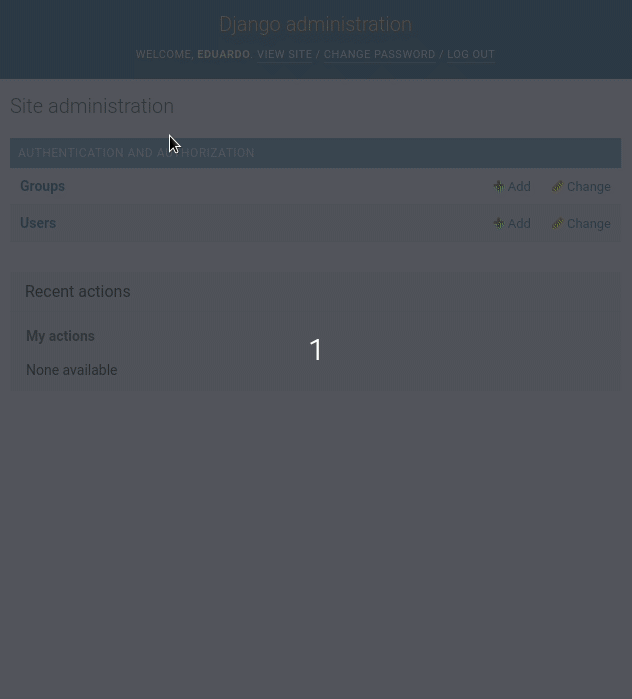 Django administration
WELCOME, EDUARDO. VIEW SITE / CHANGE PASSWORD / LOG OUT
Site administration
AUTHENTICATION AND AUTHORIZATION
Groups Add Change
Users Add Change
Recent actions
My actions
1
None available